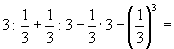 3 : 1/3 + 1/3 : 3 − 1/3 · 3 − (1/3)³ =